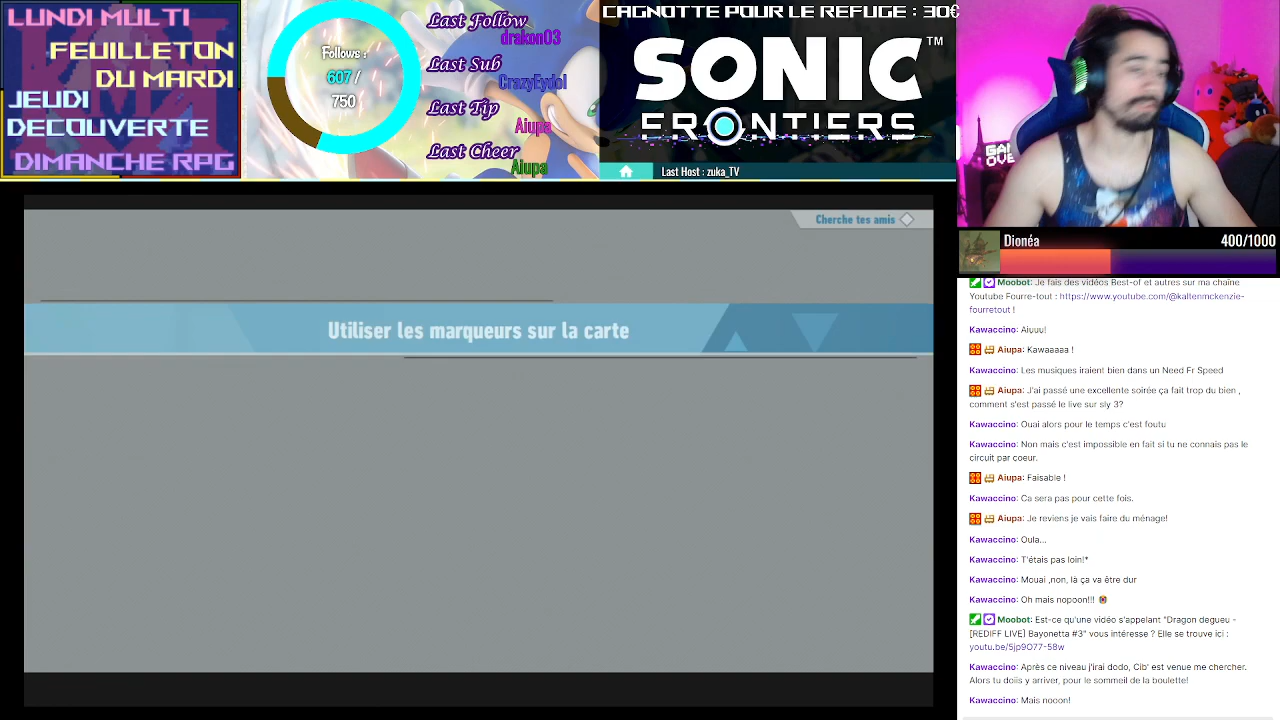 LUNDI MULTI
FEUILLETON
DU MARDI
JEUDI
DECOUVERTE
DIMANCHE RPG
Follows :
607 /
750
Last Follow
drakon03
Last Sub
CrazyEydol
Last Tip
Aiupa
Last Cheer
Aiupa
CAGNOTTE POUR LE REFUGE : 30€
SONIC™
FRONTIERS
Last Host : zuka_TV
Dionéa 400/1000
Cherche tes amis
Utiliser les marqueurs sur la carte
Moobot: Je fais des vidéos Best-of et autres sur ma chaîne
Youtube Fourre-tout : https://www.youtube.com/@kaltenmckenzie-
fourretout !
Kawaccino: Aiuuu!
Aiupa: Kawaaaaa !
Kawaccino: Les musiques iraient bien dans un Need Fr Speed
Aiupa: J'ai passé une excellente soirée ça fait trop du bien ,
comment s'est passé le live sur sly 3?
Kawaccino: Ouai alors pour le temps c'est foutu
Kawaccino: Non mais c'est impossible en fait si tu ne connais pas le
circuit par coeur.
Aiupa: Faisable !
Kawaccino: Ca sera pas pour cette fois.
Aiupa: Je reviens je vais faire du ménage!
Kawaccino: Oula...
Kawaccino: T'étais pas loin!*
Kawaccino: Mouai ,non, là ça va être dur
Kawaccino: Oh mais nopoon!!!
Moobot: Est-ce qu'une vidéo s'appelant "Dragon degueu -
[REDIFF LIVE] Bayonetta #3" vous intéresse ? Elle se trouve ici :
youtu.be/5jp9O77-58w
Kawaccino: Après ce niveau j'irai dodo, Cib' est venue me chercher.
Alors tu doiis y arriver, pour le sommeil de la boulette!
Kawaccino: Mais nooon!